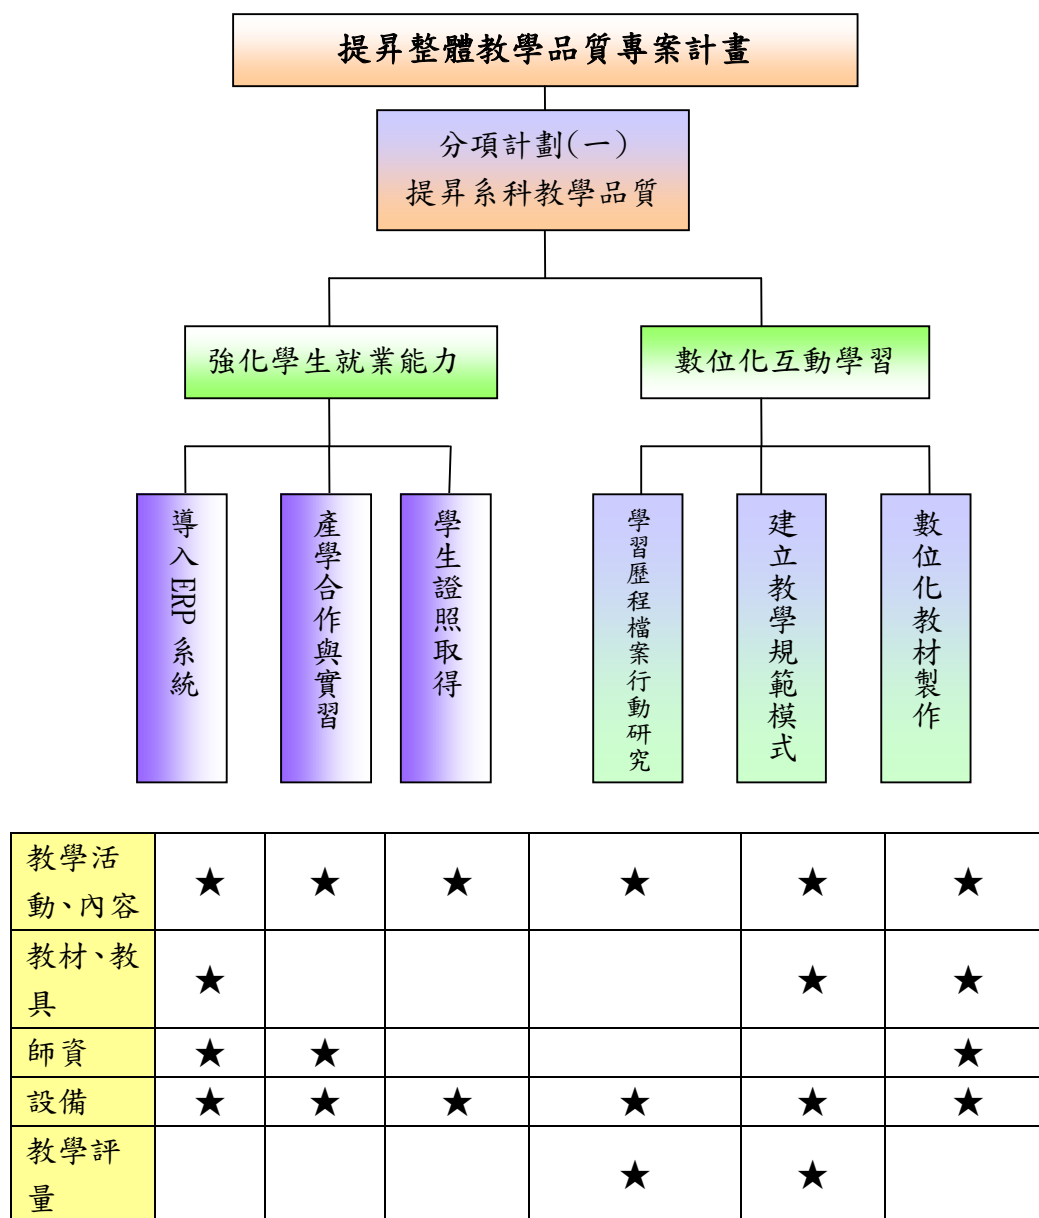 提昇整體教學品質專案計畫
分項計劃(一)
提昇系科教學品質
強化學生就業能力
數位化互動學習
導入ERP系統
產學合作與實習
學生證照取得
學習歷程檔案行動研究
建立教學規範模式
數位化教材製作
教學活
動、內容
★ ★ ★ ★ ★ ★
教材、教
具
★ ★ ★
師資 ★ ★ ★
設備 ★ ★ ★ ★ ★ ★
教學評
量
★ ★